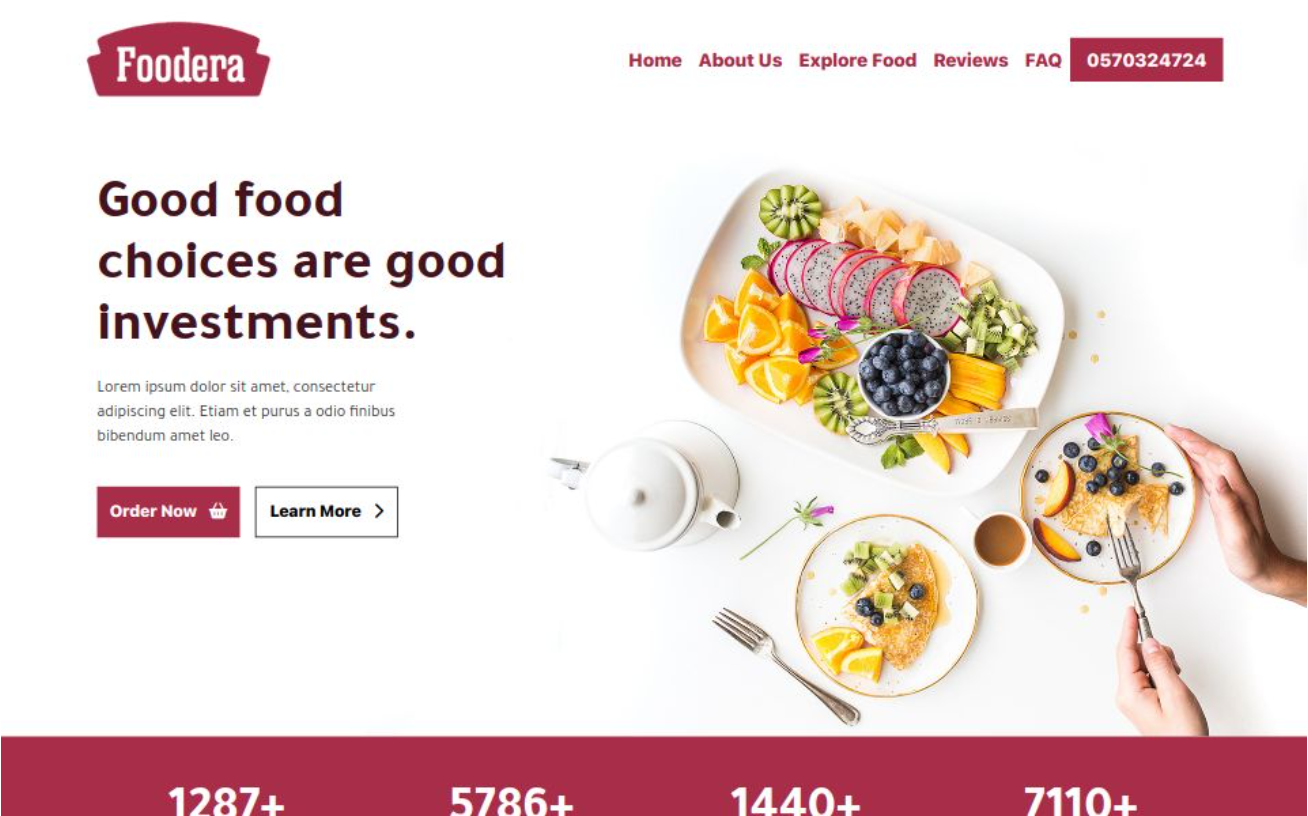 Foodera
Home About Us Explore Food Reviews FAQ 0570324724
Good food
choices are good
investments.
Lorem ipsum dolor sit amet, consectetur
adipiscing elit. Etiam et purus a odio finibus
bibendum amet leo.
Order Now Learn More
1287+ 5786+ 1440+ 7110+